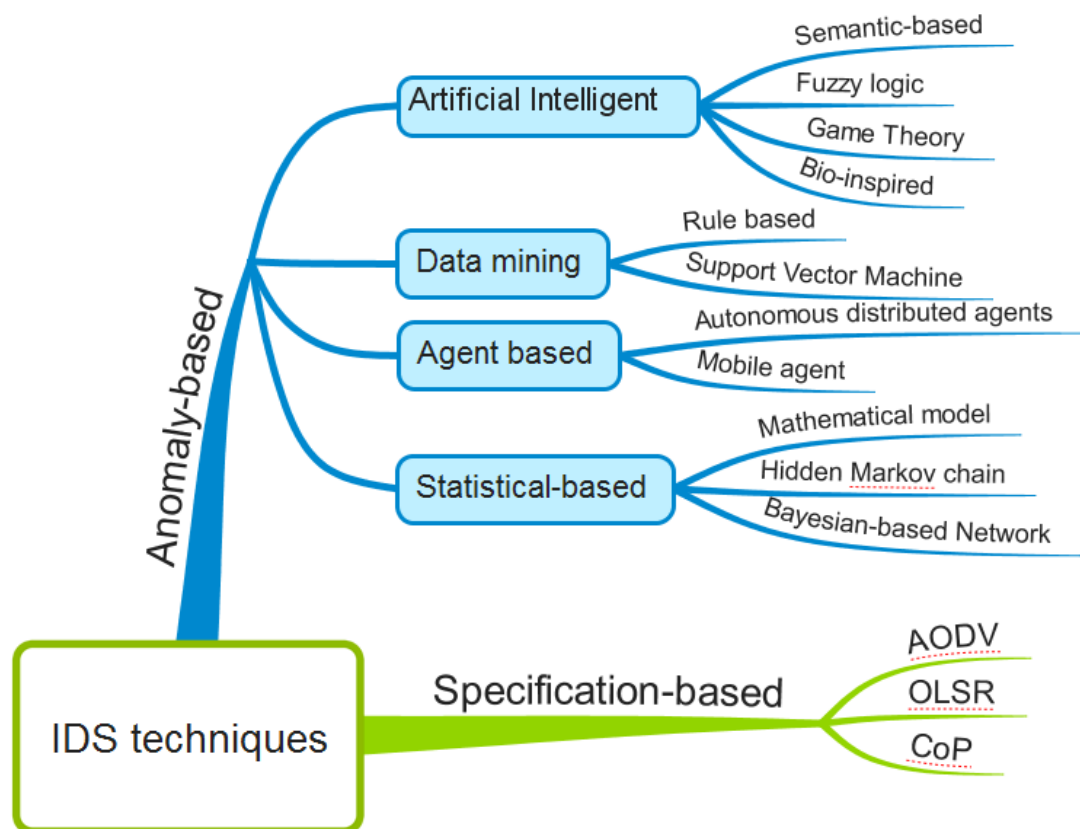 Semantic-based
Artificial Intelligent
Fuzzy logic
Game Theory
Bio-inspired
Rule based
Data mining
Support Vector Machine
Autonomous distributed agents
Agent based
Mobile agent
Mathematical model
Hidden Markov chain
Statistical-based
Bayesian-based Network
Anomaly-based
AODV
Specification-based
OLSR
IDS techniques
CoP